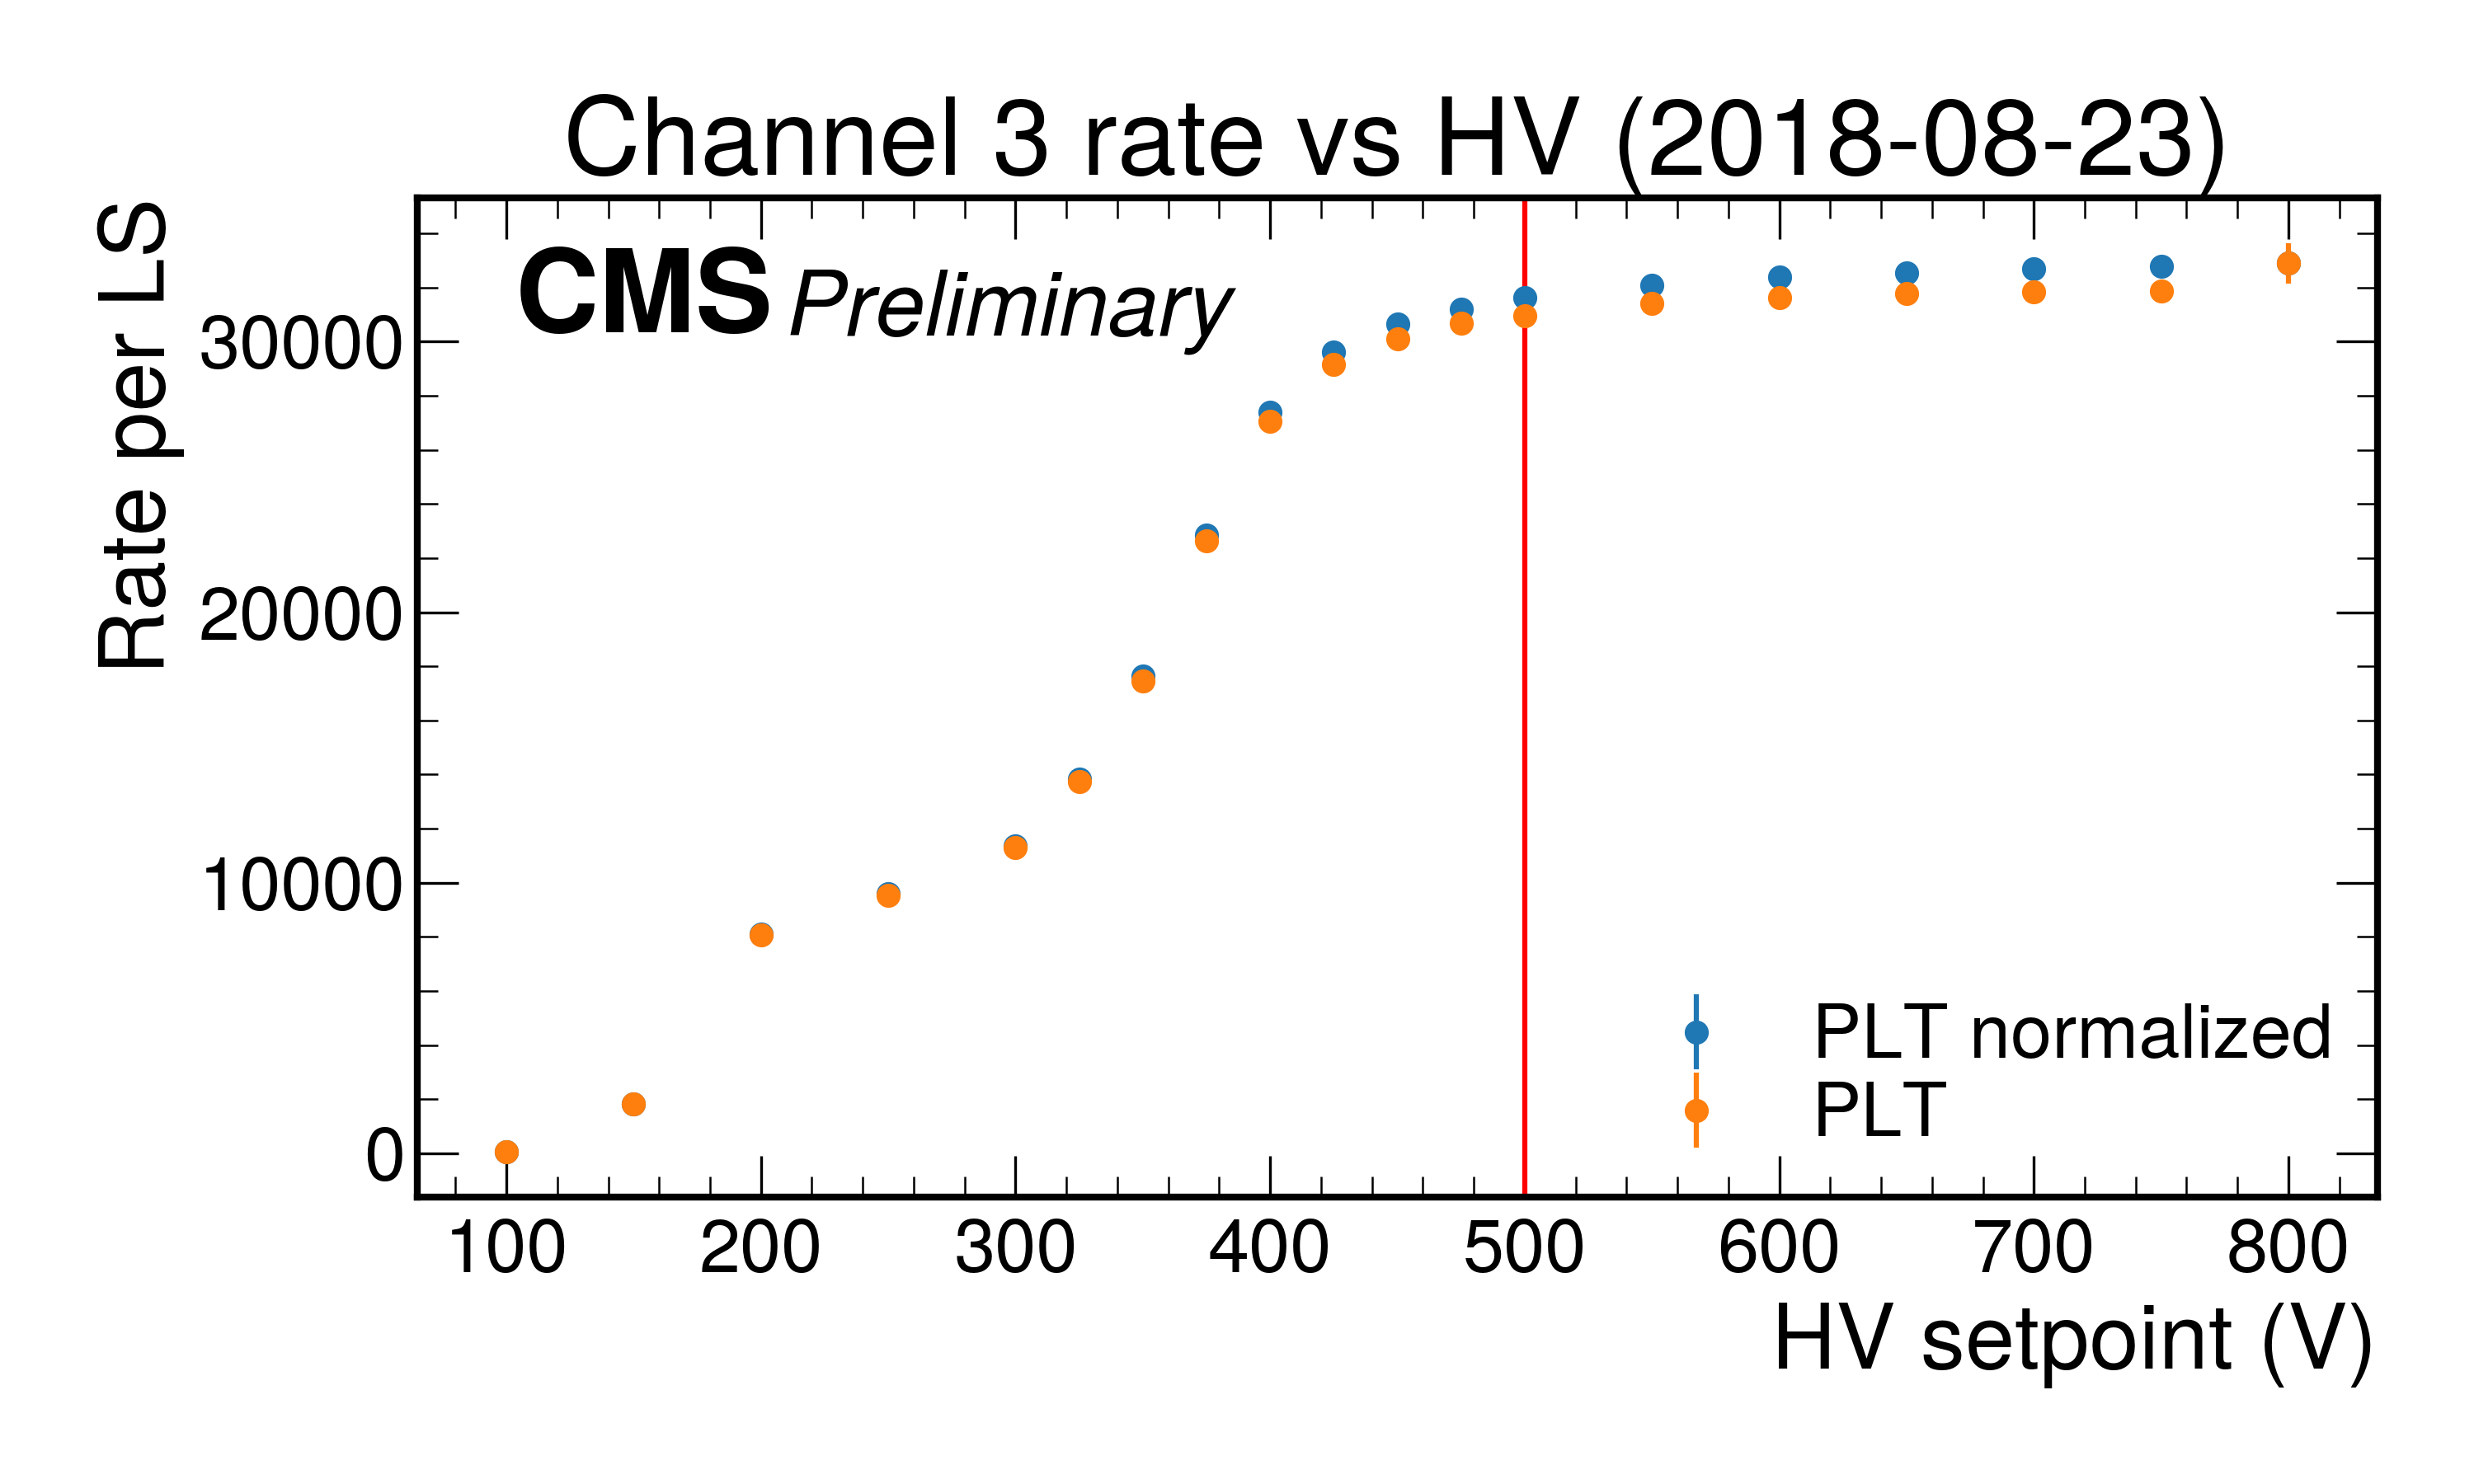 Channel 3 rate vs HV (2018-08-23)
CMS Preliminary
Rate per LS
30000
20000
10000
0
PLT normalized
PLT
100 200 300 400 500 600 700 800
HV setpoint (V)